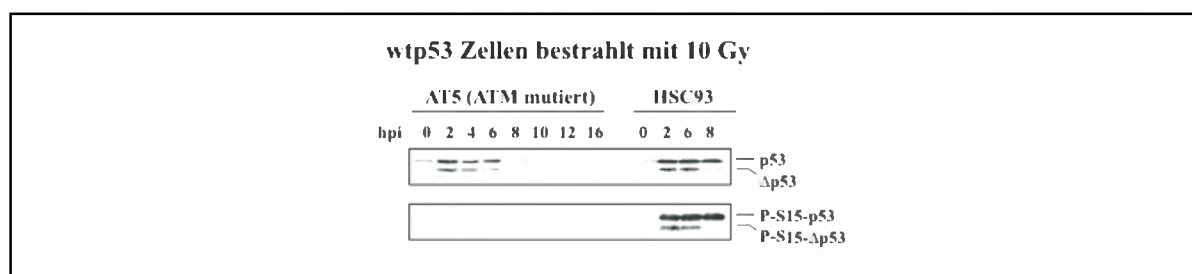 wtp53 Zellen bestrahlt mit 10 Gy
AT5 (ATM mutiert) HSC93
hpi 0 2 4 6 8 10 12 16 0 2 6 8
p53
Δp53
P-S15-p53
P-S15-Δp53